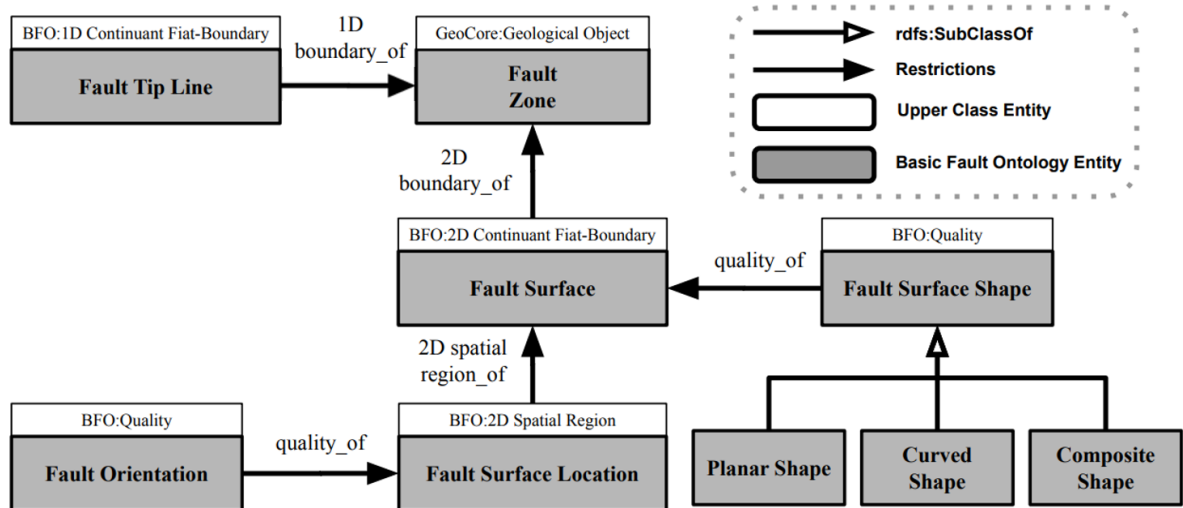 BFO:1D Continuant Fiat-Boundary
Fault Tip Line
1D
boundary_of
GeoCore:Geological Object
Fault
Zone
rdfs:SubClassOf
Restrictions
Upper Class Entity
Basic Fault Ontology Entity
2D
boundary_of
BFO:2D Continuant Fiat-Boundary
Fault Surface
quality_of
BFO:Quality
Fault Surface Shape
2D spatial
region_of
BFO:Quality
Fault Orientation
quality_of
BFO:2D Spatial Region
Fault Surface Location
Planar Shape
Curved
Shape
Composite
Shape